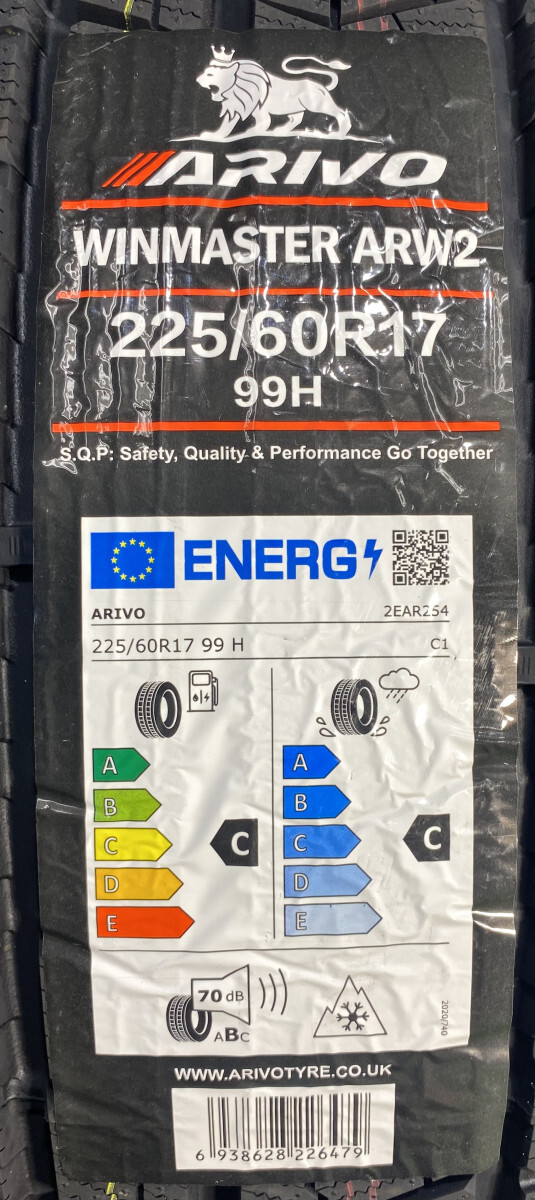 ARIVO
WINMASTER ARW2
225/60R17
99H
S.Q.P: Safety, Quality & Performance Go Together
ENERG
ARIVO 2EAR254
225/60R17 99 H C1
A A
B B
C C C C
D D
E E
70 dB
ABC
2020/740
WWW.ARIVOTYRE.CO.UK
6 938628 226479